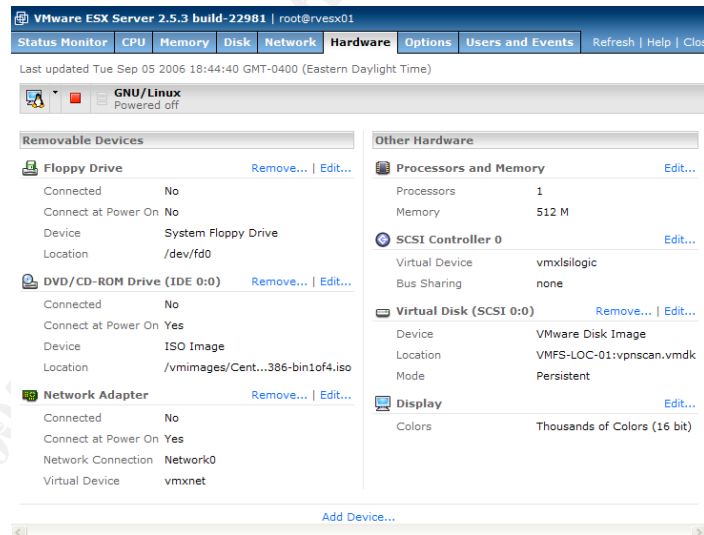 VMware ESX Server 2.5.3 build-22981 | root@rvesx01
Status Monitor CPU Memory Disk Network Hardware Options Users and Events Refresh | Help | Clos
Last updated Tue Sep 05 2006 18:44:40 GMT-0400 (Eastern Daylight Time)
GNU/Linux
Powered off
Removable Devices
Floppy Drive Remove... | Edit...
Connected No
Connect at Power On No
Device System Floppy Drive
Location /dev/fd0
DVD/CD-ROM Drive (IDE 0:0) Remove... | Edit...
Connected No
Connect at Power On Yes
Device ISO Image
Location /vmimages/Cent...386-bin1of4.iso
Network Adapter Remove... | Edit...
Connected No
Connect at Power On Yes
Network Connection Network0
Virtual Device vmxnet
Other Hardware
Processors and Memory Edit...
Processors 1
Memory 512 M
SCSI Controller 0 Edit...
Virtual Device vmxlsilogic
Bus Sharing none
Virtual Disk (SCSI 0:0) Remove... | Edit...
Device VMware Disk Image
Location VMFS-LOC-01:vpnscan.vmdk
Mode Persistent
Display Edit...
Colors Thousands of Colors (16 bit)
Add Device...